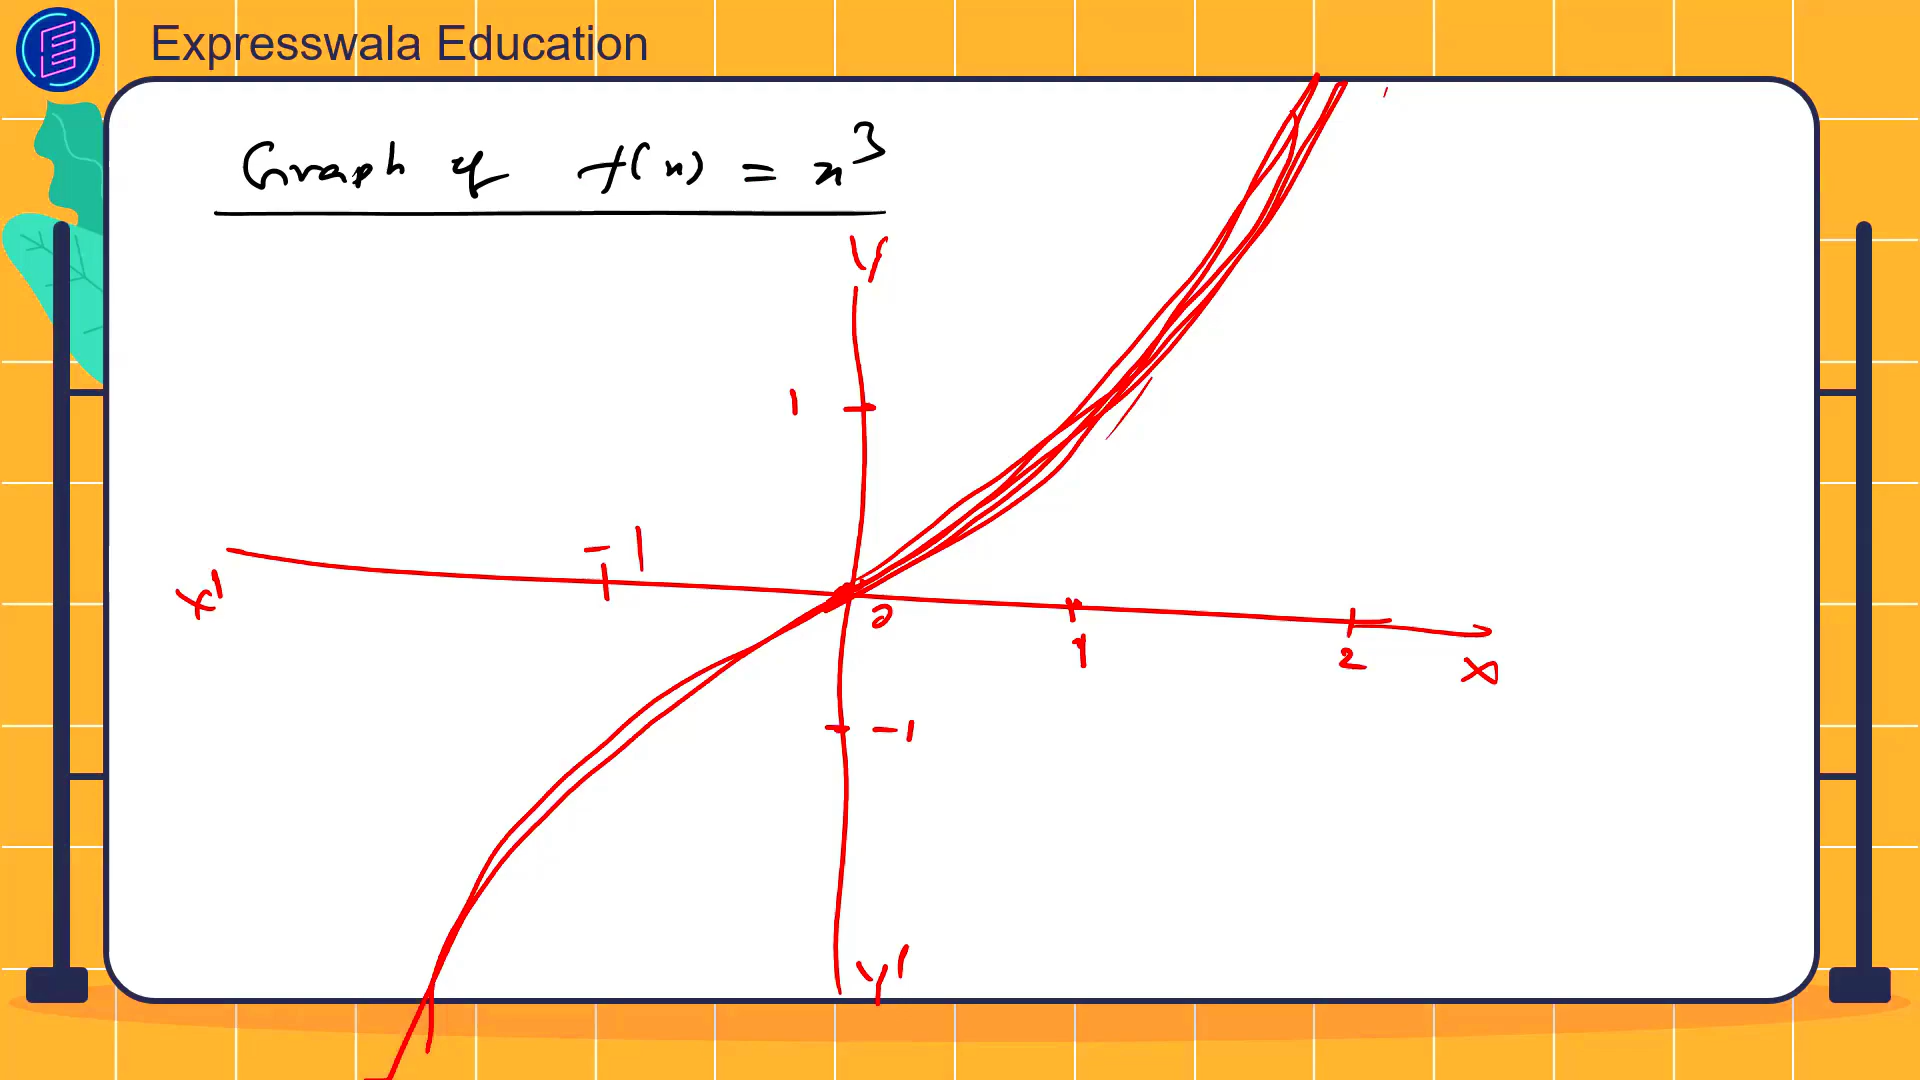 Expresswala Education
Graph of f(x) = x³
y
1
-1
x'
0
1
2
x
-1
y'